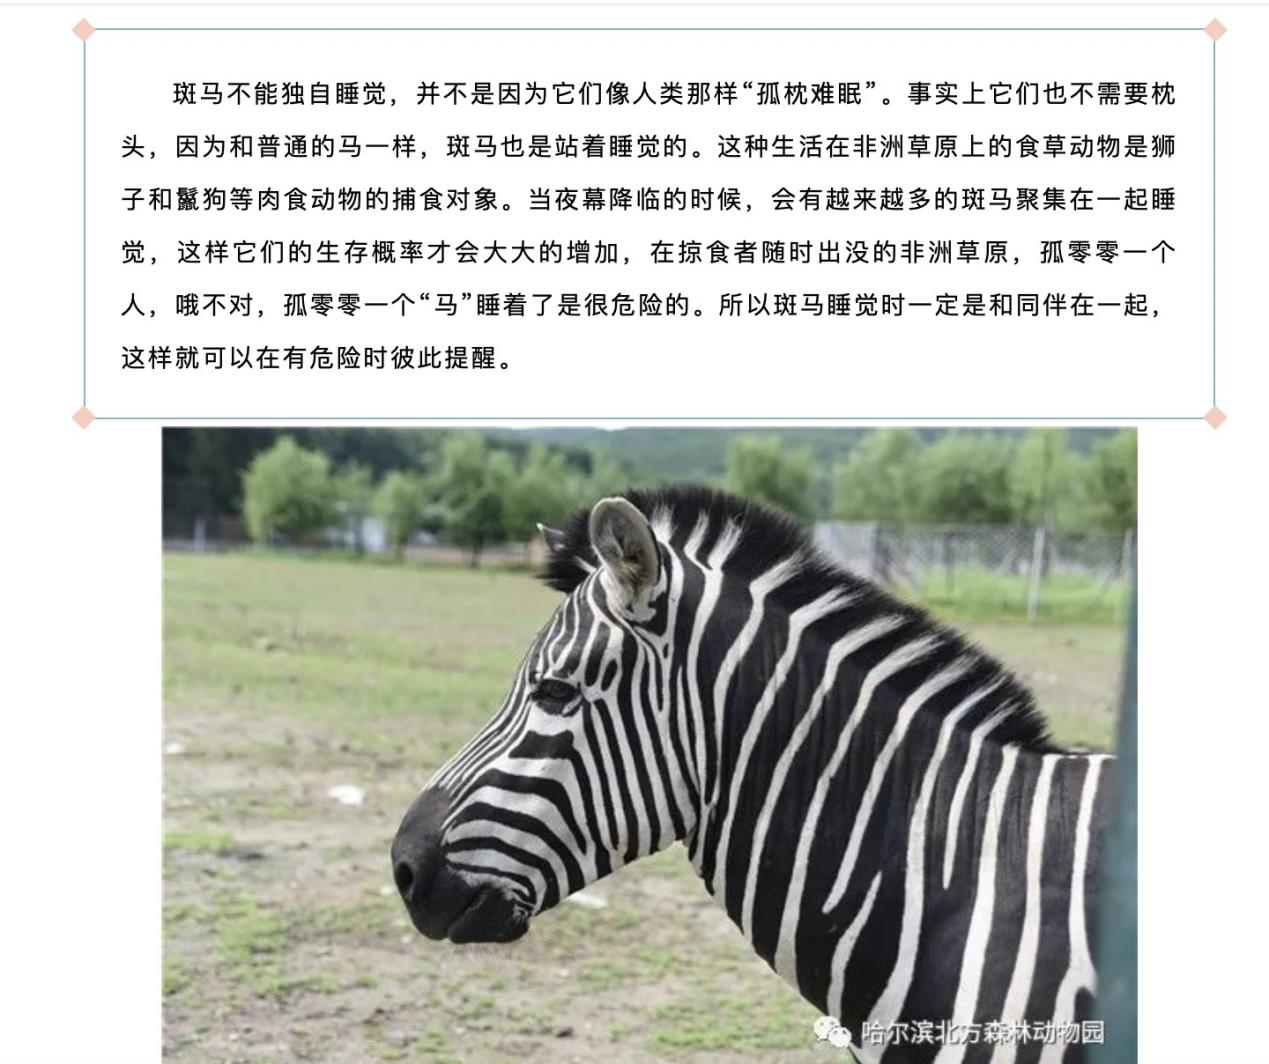 斑马不能独自睡觉，并不是因为它们像人类那样“孤枕难眠”。事实上它们也不需要枕
头，因为和普通的马一样，斑马也是站着睡觉的。这种生活在非洲草原上的食草动物是狮
子和鬣狗等肉食动物的捕食对象。当夜幕降临的时候，会有越来越多的斑马聚集在一起睡
觉，这样它们的生存概率才会大大的增加，在掠食者随时出没的非洲草原，孤零零一个
人，哦不对，孤零零一个“马”睡着了是很危险的。所以斑马睡觉时一定是和同伴在一起，
这样就可以在有危险时彼此提醒。
哈尔滨北方森林动物园